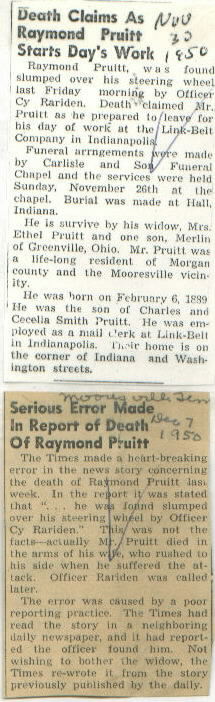 Death Claims As
Raymond Pruitt
Starts Day's Work
Nov
30
1950
Raymond Pruitt, was found
slumped over his steering wheel
last Friday morning by Officer
Cy Rariden. Death claimed Mr.
Pruitt as he prepared to leave for
his day of work at the Link-Belt
Company in Indianapolis.
Funeral arrngements were made
by Carlisle and Son Funeral
Chapel and the services were held
Sunday, November 26th at the
chapel. Burial was made at Hall,
Indiana.
He is survive by his widow, Mrs.
Ethel Pruitt and one son, Merlin
of Greenville, Ohio. Mr. Pruitt was
a life-long resident of Morgan
county and the Mooresville vicin-
ity.
He was born on February 6, 1889
He was the son of Charles and
Cecelia Smith Pruitt. He was em-
ployed as a mail clerk at Link-Belt
in Indianapolis. Their home is on
the corner of Indiana and Wash-
ington streets.
Mooresville
Dec 7
1950
Serious Error Made
In Report of Death
Of Raymond Pruitt
The Times made a heart-breaking
error in the news story concerning
the death of Raymond Pruitt last
week. In the report it was stated
that ". . . he was found slumped
over his steering wheel by Officer
Cy Rariden." This was not the
facts—actually Mr. Pruitt died in
the arms of his wife, who rushed to
his side when he suffered the at-
tack. Officer Rariden was called
later.
The error was caused by a poor
reporting practice. The Times had
read the story in a neighboring
daily newspaper, and it had report-
ed the officer found him. Not
wishing to bother the widow, the
Times re-wrote it from the story
previously published by the daily.